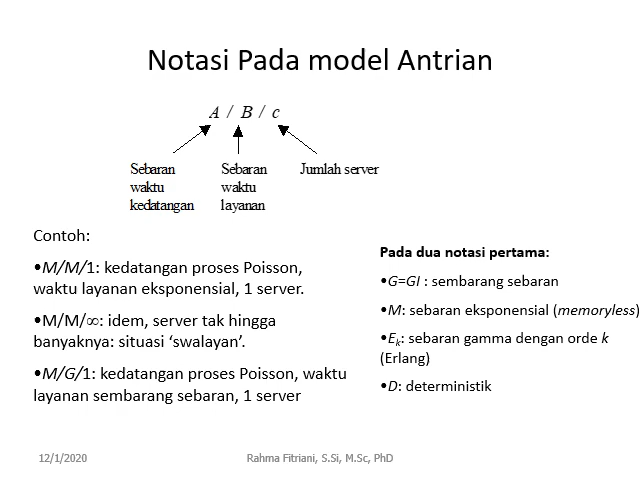 Notasi Pada model Antrian
A / B / c
Sebaran
waktu
kedatangan
Sebaran
waktu
layanan
Jumlah server
Contoh:
•M/M/1: kedatangan proses Poisson,
waktu layanan eksponensial, 1 server.
•M/M/∞: idem, server tak hingga
banyaknya: situasi ‘swalayan’.
•M/G/1: kedatangan proses Poisson, waktu
layanan sembarang sebaran, 1 server
Pada dua notasi pertama:
•G=GI : sembarang sebaran
•M: sebaran eksponensial (memoryless)
•Ek: sebaran gamma dengan orde k
(Erlang)
•D: deterministik
12/1/2020
Rahma Fitriani, S.Si, M.Sc, PhD